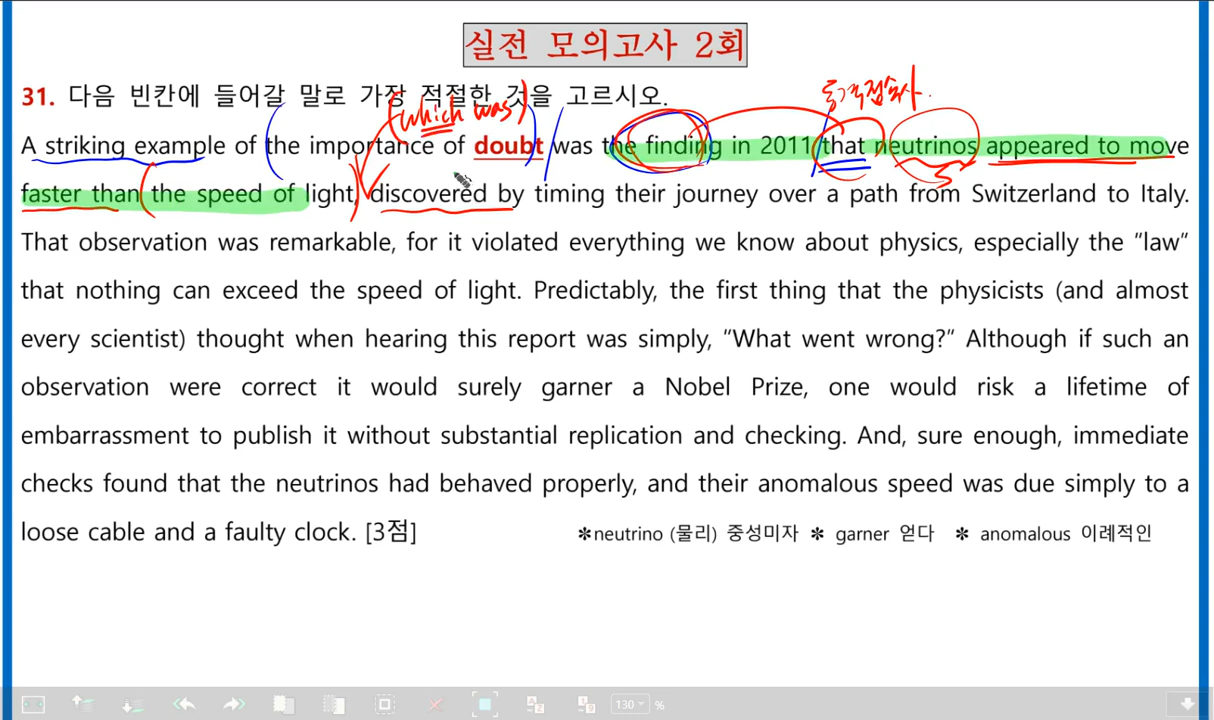 실전 모의고사 2회
31. 다음 빈칸에 들어갈 말로 가장 적절한 것을 고르시오.
동격접속사
(which was)
A striking example of the importance of doubt was the finding in 2011 that neutrinos appeared to move
faster than the speed of light, discovered by timing their journey over a path from Switzerland to Italy.
That observation was remarkable, for it violated everything we know about physics, especially the "law"
that nothing can exceed the speed of light. Predictably, the first thing that the physicists (and almost
every scientist) thought when hearing this report was simply, "What went wrong?" Although if such an
observation were correct it would surely garner a Nobel Prize, one would risk a lifetime of
embarrassment to publish it without substantial replication and checking. And, sure enough, immediate
checks found that the neutrinos had behaved properly, and their anomalous speed was due simply to a
loose cable and a faulty clock. [3점] ✻neutrino (물리) 중성미자 ✻ garner 얻다 ✻ anomalous 이례적인
130 %